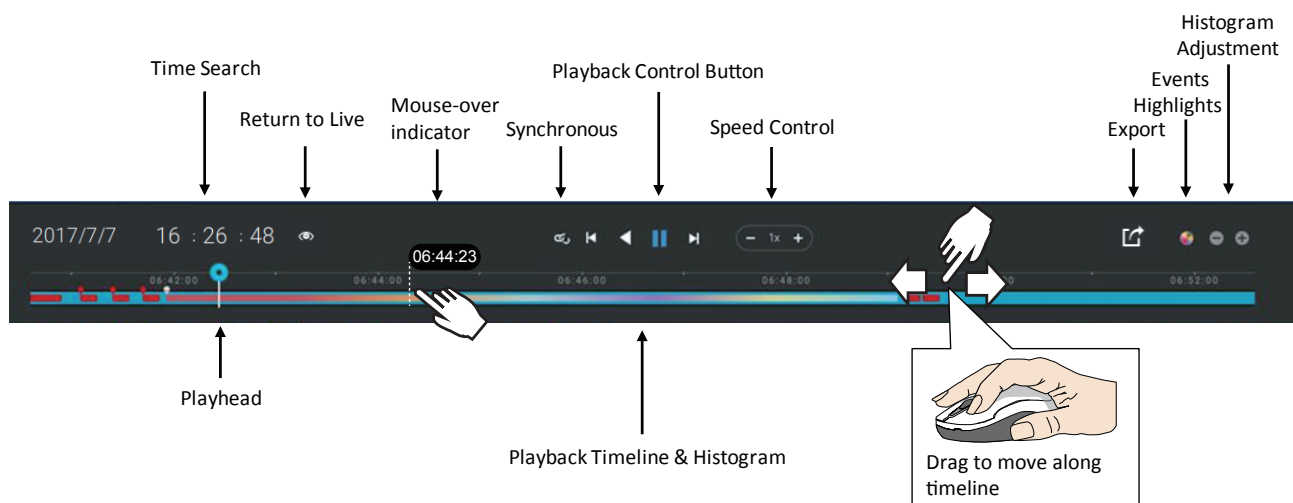 Histogram
Adjustment
Time Search
Playback Control Button
Events
Highlights
Mouse-over
indicator
Return to Live
Synchronous
Speed Control
Export
2017/7/7 16 : 26 : 48
1x
06:44:23
06:42:00 06:44:00 06:46:00 06:48:00 06:52:00
Playhead
Playback Timeline & Histogram
Drag to move along
timeline